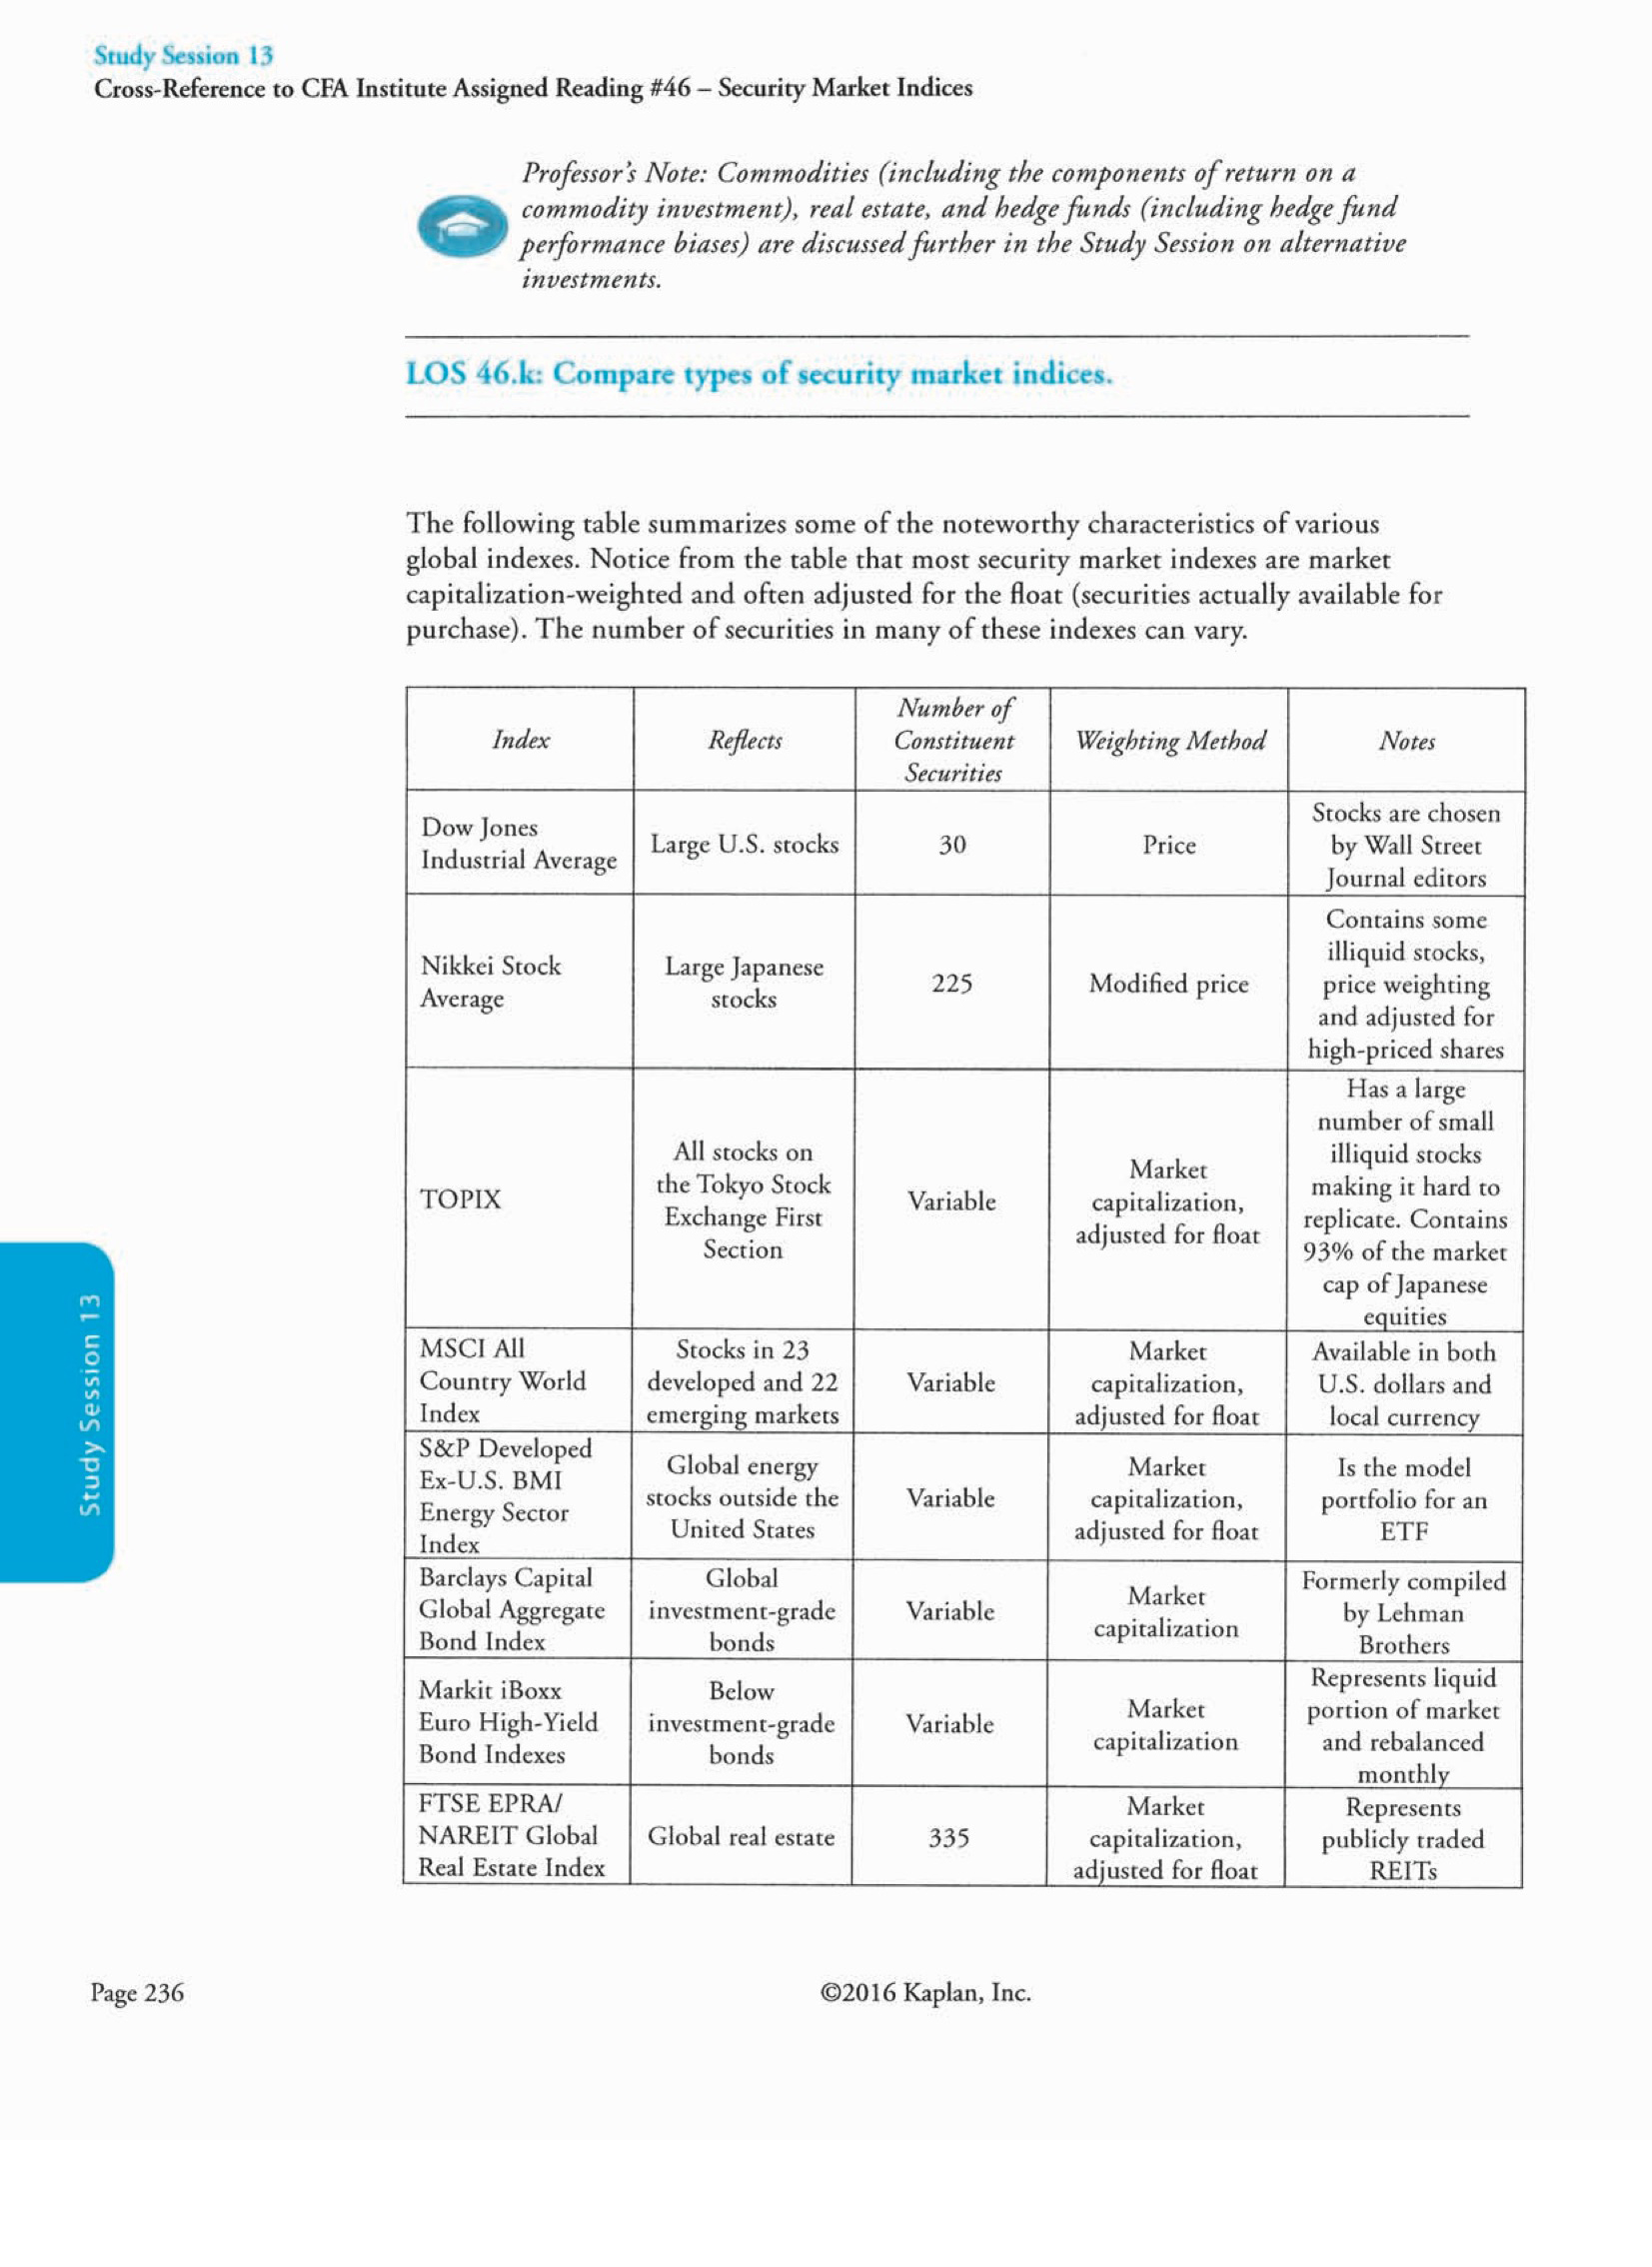 Study Session 13
Cross-Reference to CFA Institute Assigned Reading #46 – Security Market Indices
Professor's Note: Commodities (including the components of return on a
commodity investment), real estate, and hedge funds (including hedge fund
performance biases) are discussed further in the Study Session on alternative
investments.
LOS 46.k: Compare types of security market indices.
The following table summarizes some of the noteworthy characteristics of various
global indexes. Notice from the table that most security market indexes are market
capitalization-weighted and often adjusted for the float (securities actually available for
purchase). The number of securities in many of these indexes can vary.
Index
Reflects
Number of
Constituent
Securities
Weighting Method
Notes
Dow Jones
Industrial Average
Large U.S. stocks
30
Price
Stocks are chosen
by Wall Street
Journal editors
Nikkei Stock
Average
Large Japanese
stocks
225
Modified price
Contains some
illiquid stocks,
price weighting
and adjusted for
high-priced shares
TOPIX
All stocks on
the Tokyo Stock
Exchange First
Section
Variable
Market
capitalization,
adjusted for float
Has a large
number of small
illiquid stocks
making it hard to
replicate. Contains
93% of the market
cap of Japanese
equities
MSCI All
Country World
Index
Stocks in 23
developed and 22
emerging markets
Variable
Market
capitalization,
adjusted for float
Available in both
U.S. dollars and
local currency
S&P Developed
Ex-U.S. BMI
Energy Sector
Index
Global energy
stocks outside the
United States
Variable
Market
capitalization,
adjusted for float
Is the model
portfolio for an
ETF
Barclays Capital
Global Aggregate
Bond Index
Global
investment-grade
bonds
Variable
Market
capitalization
Formerly compiled
by Lehman
Brothers
Markit iBoxx
Euro High-Yield
Bond Indexes
Below
investment-grade
bonds
Variable
Market
capitalization
Represents liquid
portion of market
and rebalanced
monthly
FTSE EPRA/
NAREIT Global
Real Estate Index
Global real estate
335
Market
capitalization,
adjusted for float
Represents
publicly traded
REITs
Study Session 13
Page 236
©2016 Kaplan, Inc.